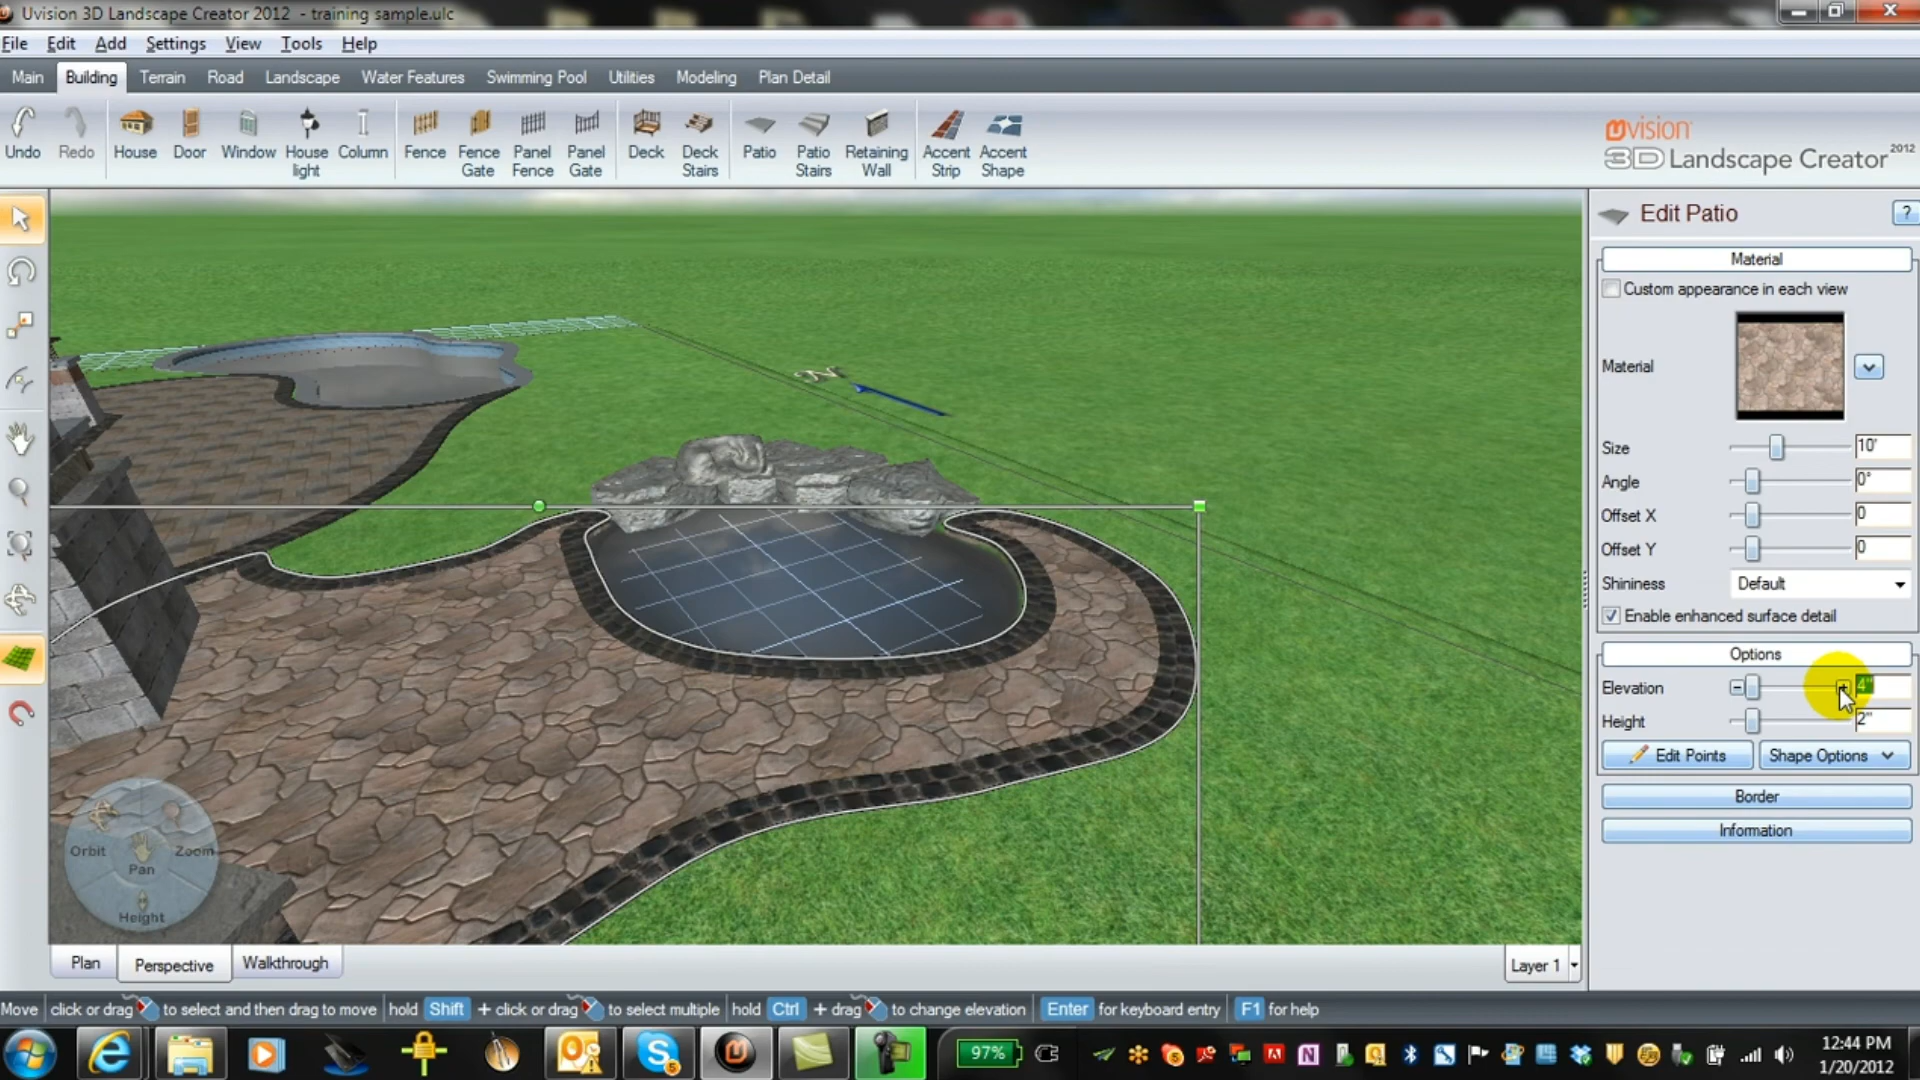 Uvision 3D Landscape Creator 2012 - training sample.ulc
File Edit Add Settings View Tools Help
Main Building Terrain Road Landscape Water Features Swimming Pool Utilities Modeling Plan Detail
Undo Redo House Door Window House light Column Fence Fence Gate Panel Fence Panel Gate Deck Deck Stairs Patio Patio Stairs Retaining Wall Accent Strip Accent Shape
uvision
3D Landscape Creator 2012
Edit Patio ?
Material
Custom appearance in each view
Material
Size 10'
Angle 0°
Offset X 0
Offset Y 0
Shininess Default
Enable enhanced surface detail
Options
Elevation 4"
Height 2"
Edit Points Shape Options
Border
Information
N
Orbit Zoom
Pan
Height
Plan Perspective Walkthrough Layer 1
Move click or drag to select and then drag to move hold Shift + click or drag to select multiple hold Ctrl + drag to change elevation Enter for keyboard entry F1 for help
97%
12:44 PM
1/20/2012